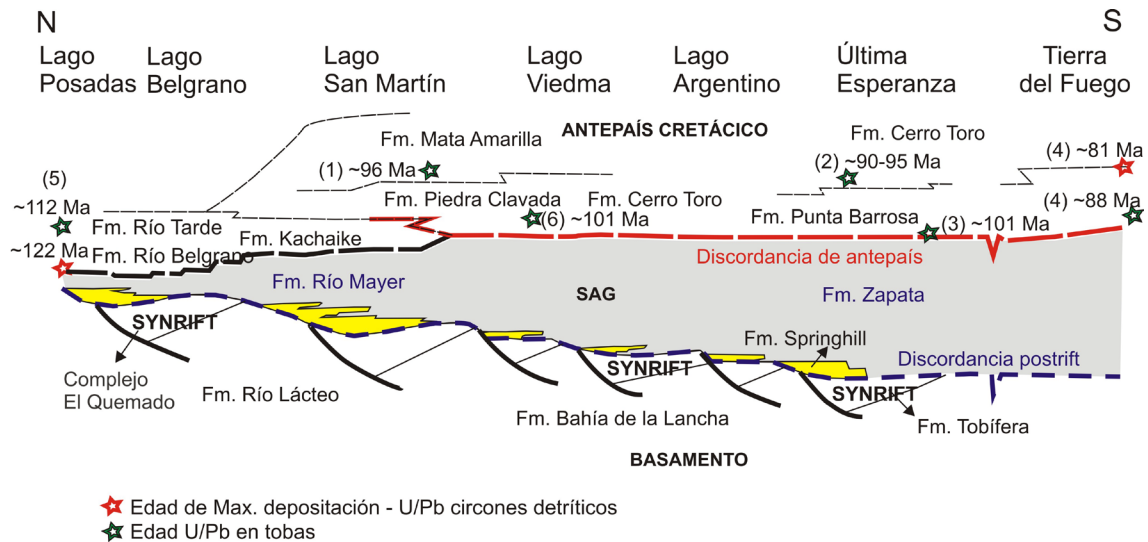 N
S
Lago
Posadas
Lago
Belgrano
Lago
San Martín
Lago
Viedma
Lago
Argentino
Última
Esperanza
Tierra
del Fuego
ANTEPAÍS CRETÁCICO
Fm. Mata Amarilla
Fm. Cerro Toro
(1) ~96 Ma
(2) ~90-95 Ma
(4) ~81 Ma
(5)
~112 Ma
Fm. Piedra Clavada
Fm. Cerro Toro
(4) ~88 Ma
Fm. Río Tarde
(6) ~101 Ma
Fm. Punta Barrosa
(3) ~101 Ma
~122 Ma
Fm. Río Belgrano
Fm. Kachaike
Discordancia de antepaís
Fm. Río Mayer
SAG
Fm. Zapata
SYNRIFT
Fm. Springhill
SYNRIFT
Discordancia postrift
Complejo
El Quemado
Fm. Río Lácteo
SYNRIFT
Fm. Bahía de la Lancha
Fm. Tobífera
BASAMENTO
Edad de Max. depositación - U/Pb circones detríticos
Edad U/Pb en tobas